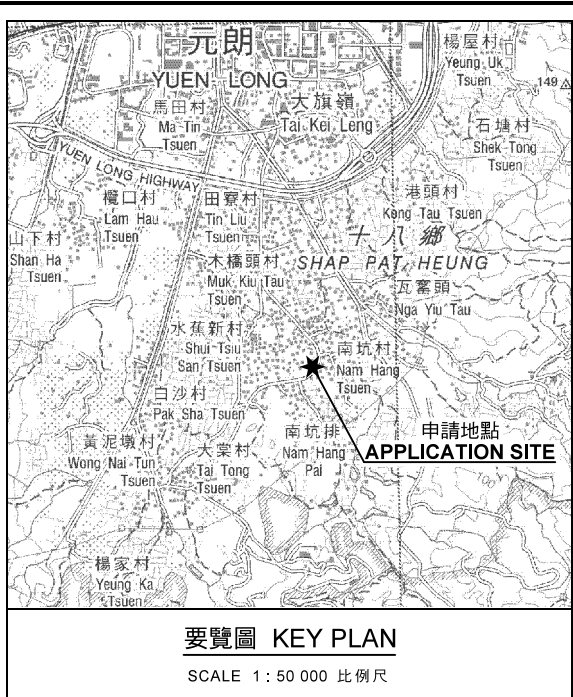 元朗
YUEN LONG
楊屋村
Yeung Uk
Tsuen
149
馬田村
Ma Tin
Tsuen
大旗嶺
Tai Kei Leng
石塘村
Shek Tong
Tsuen
YUEN LONG HIGHWAY
欖口村
Lam Hau
Tsuen
田寮村
Tin Liu
Tsuen
港頭村
Kong Tau Tsuen
山下村
Shan Ha
Tsuen
十八鄉
SHAP PAT HEUNG
木橋頭村
Muk Kiu Tau
Tsuen
瓦窰頭
Nga Yiu Tau
水蕉新村
Shui Tsiu
San Tsuen
南坑村
Nam Hang
Tsuen
白沙村
Pak Sha Tsuen
申請地點
APPLICATION SITE
黃泥墩村
Wong Nai Tun
Tsuen
大棠村
Tai Tong
Tsuen
南坑排
Nam Hang
Pai
100
楊家村
Yeung Ka
Tsuen
要覽圖 KEY PLAN
SCALE 1 : 50 000 比例尺